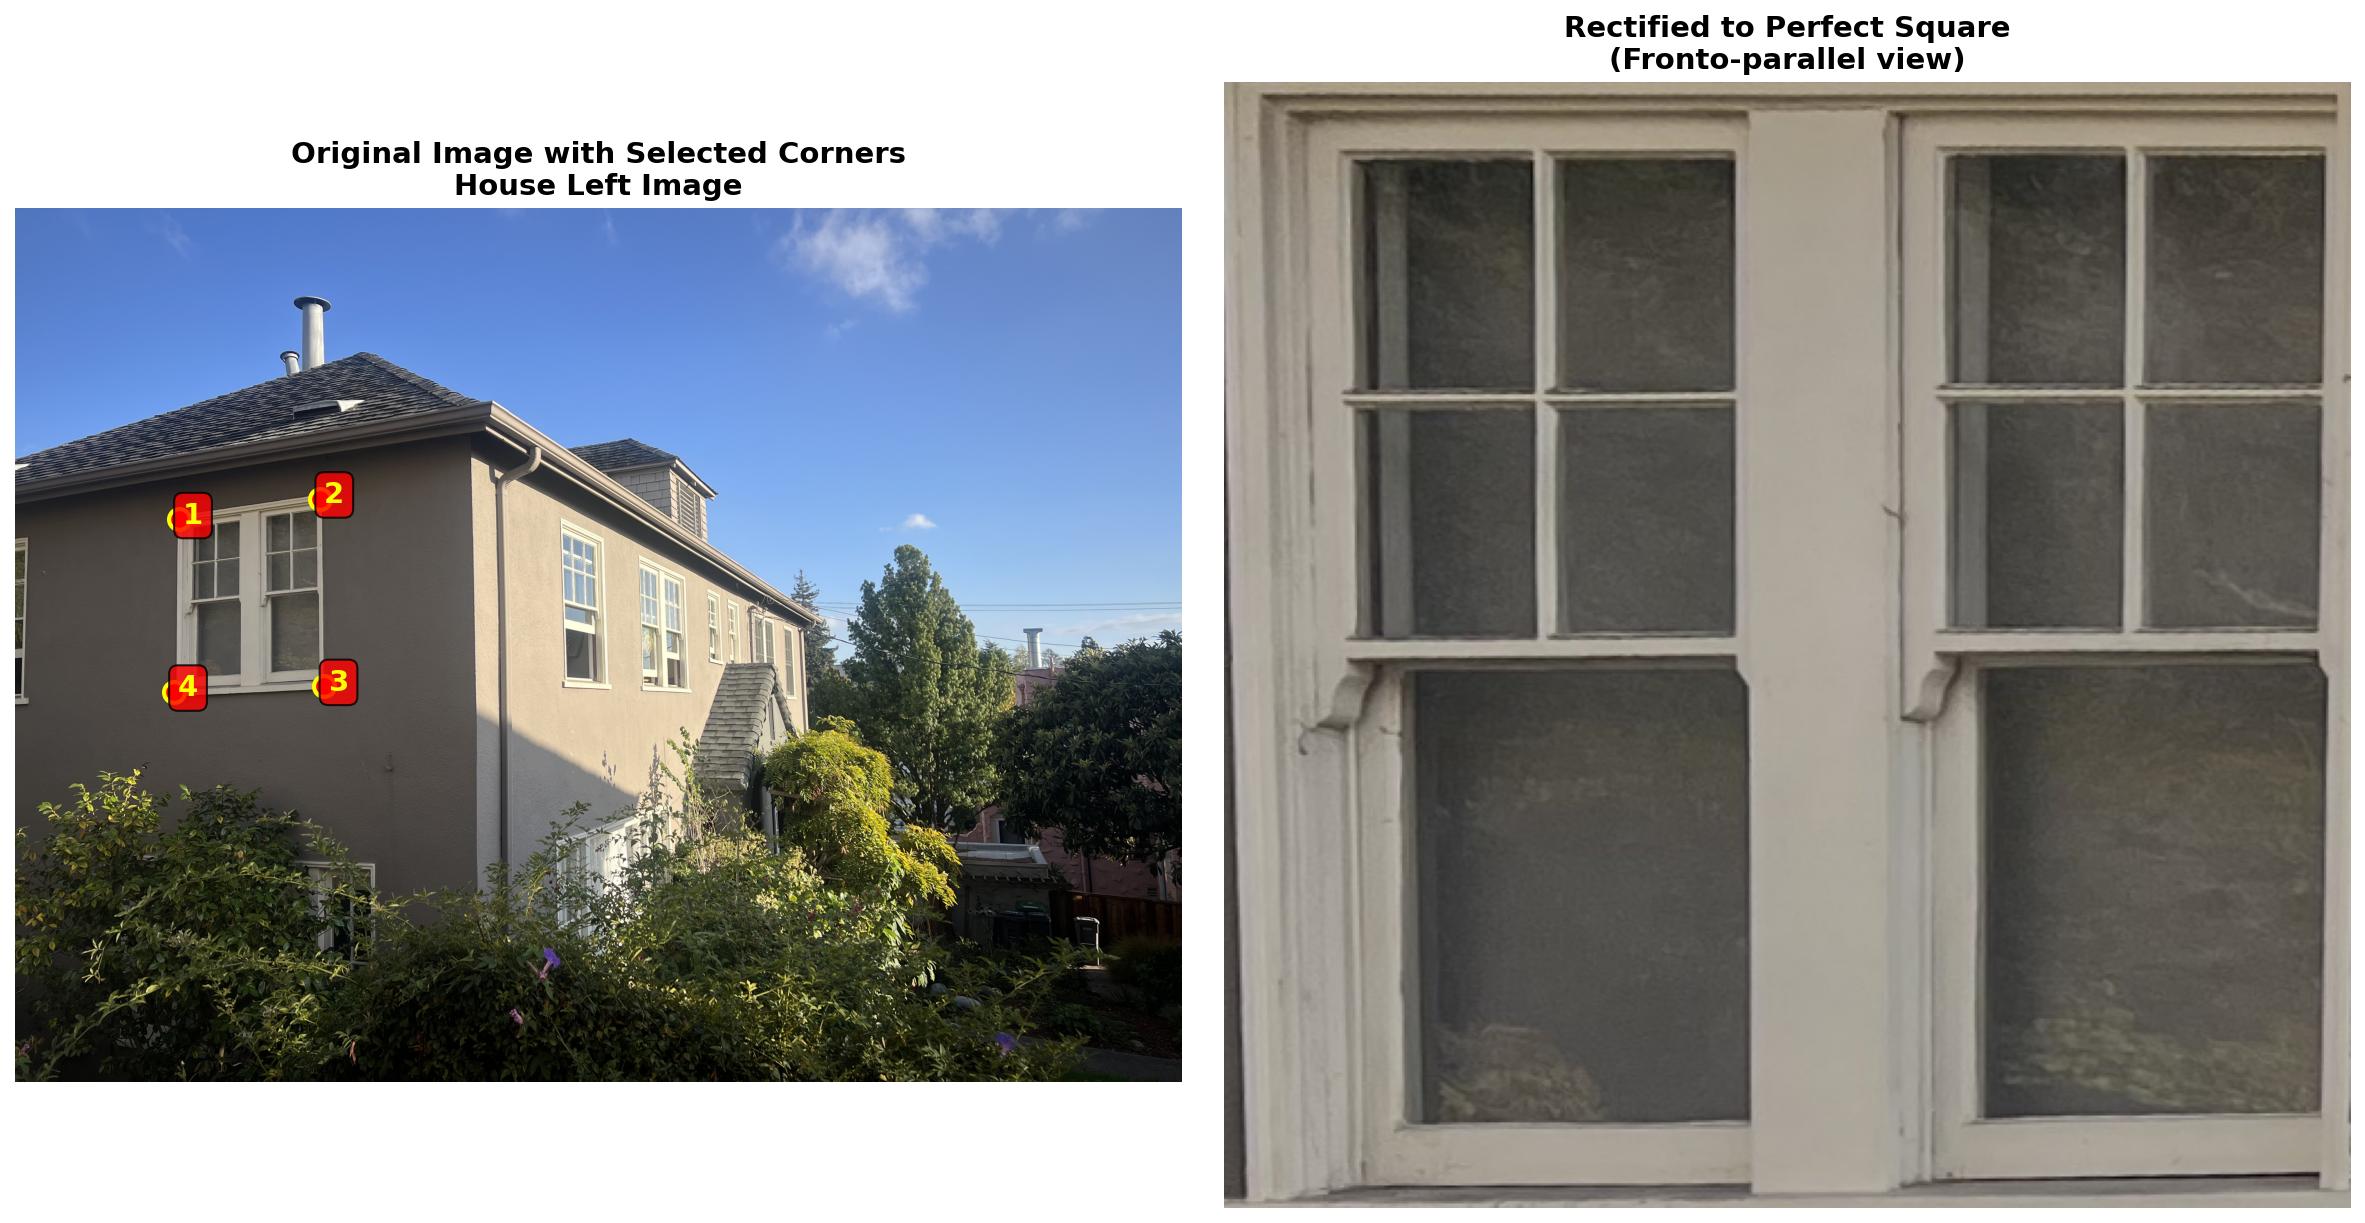 Original Image with Selected Corners
House Left Image
Rectified to Perfect Square
(Fronto-parallel view)
1
2
3
4